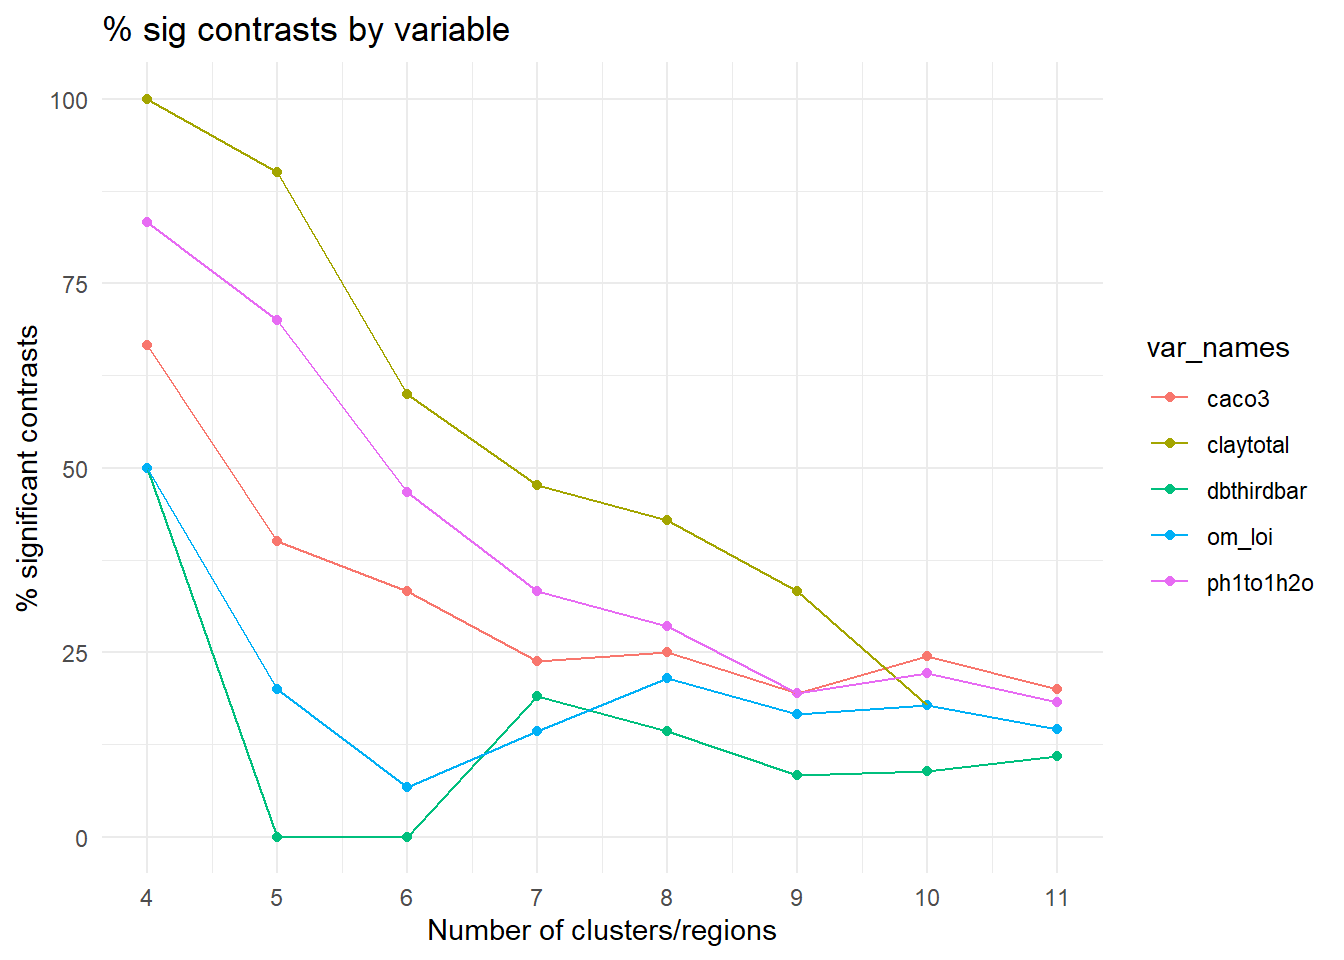 % sig contrasts by variable
100
75
50
25
0
% significant contrasts
4 5 6 7 8 9 10 11
Number of clusters/regions
var_names
caco3
claytotal
dbthirdbar
om_loi
ph1to1h2o